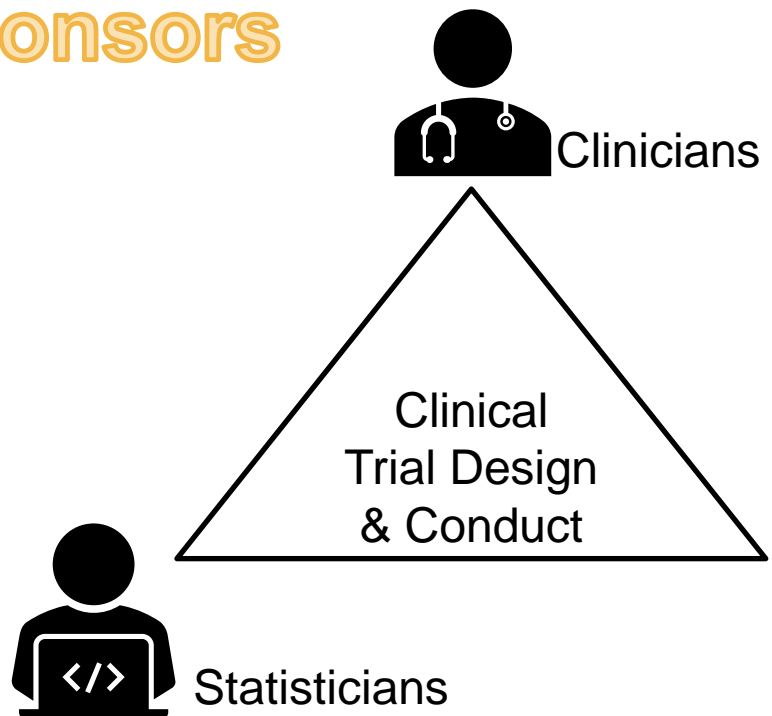 onsors
Clinicians
Clinical
Trial Design
& Conduct
</>
Statisticians